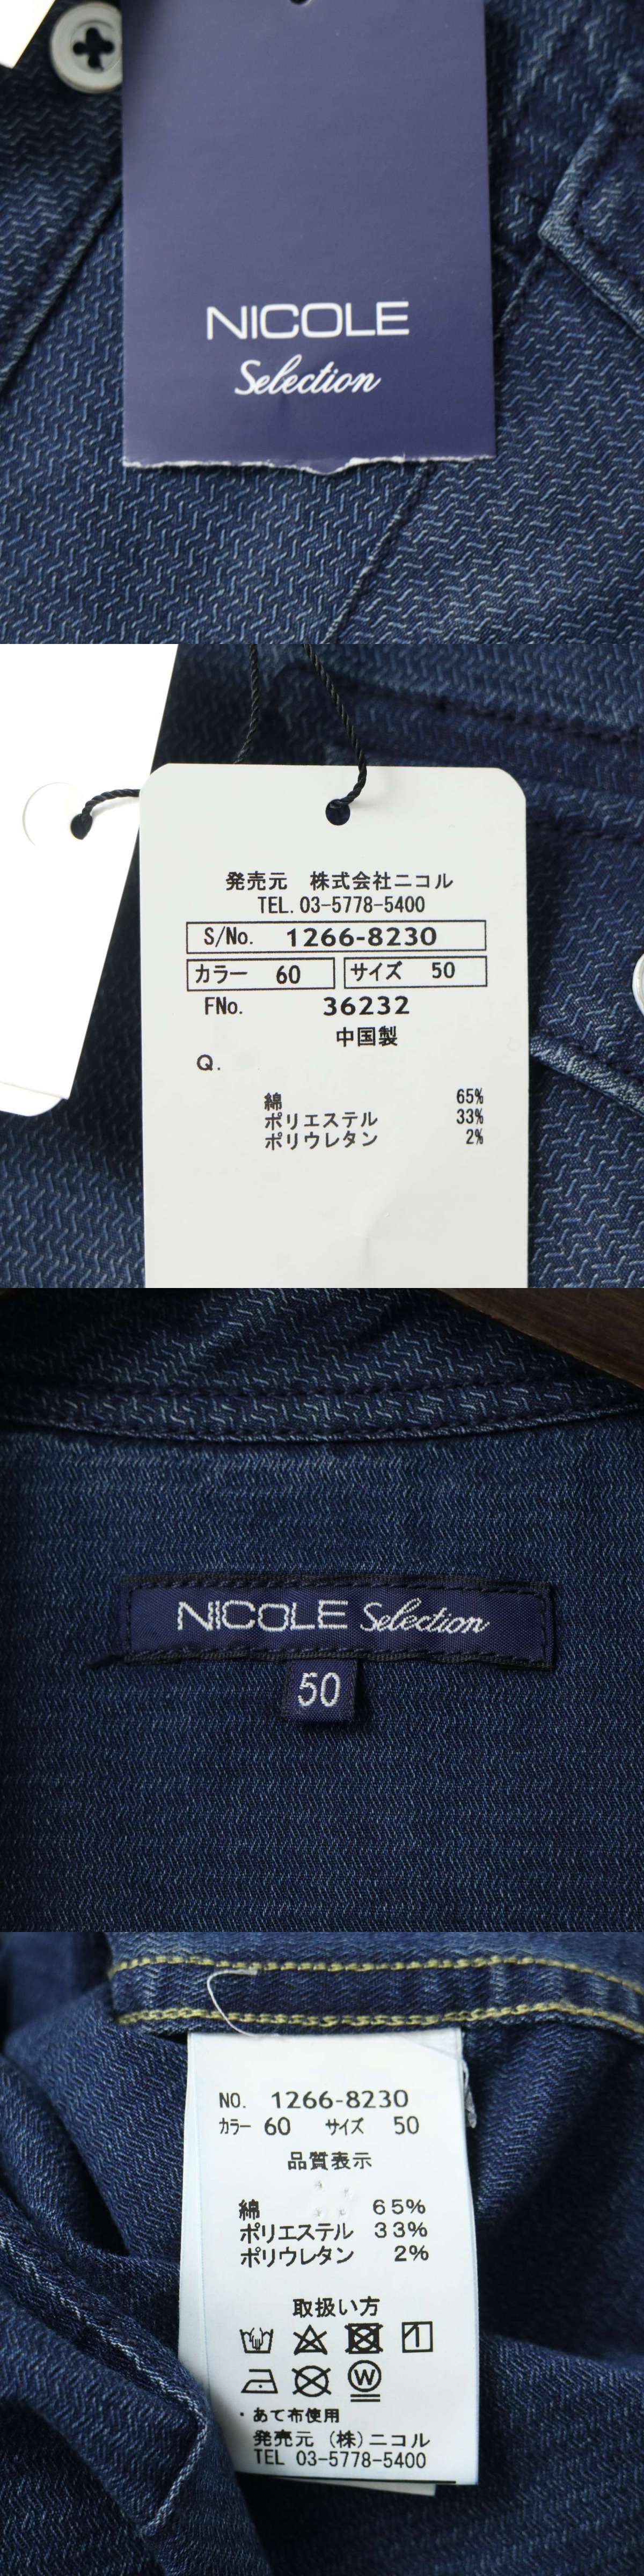 NICOLE
Selection
発売元 株式会社ニコル
TEL.03-5778-5400
S/No. 1266-8230
カラー 60 サイズ 50
FNo. 36232
中国製
Q.
綿 65%
ポリエステル 33%
ポリウレタン 2%
NICOLE Selection
50
NO. 1266-8230
カラー 60 サイズ 50
品質表示
綿 65%
ポリエステル 33%
ポリウレタン 2%
取扱い方
W
・あて布使用
発売元 (株)ニコル
TEL 03-5778-5400